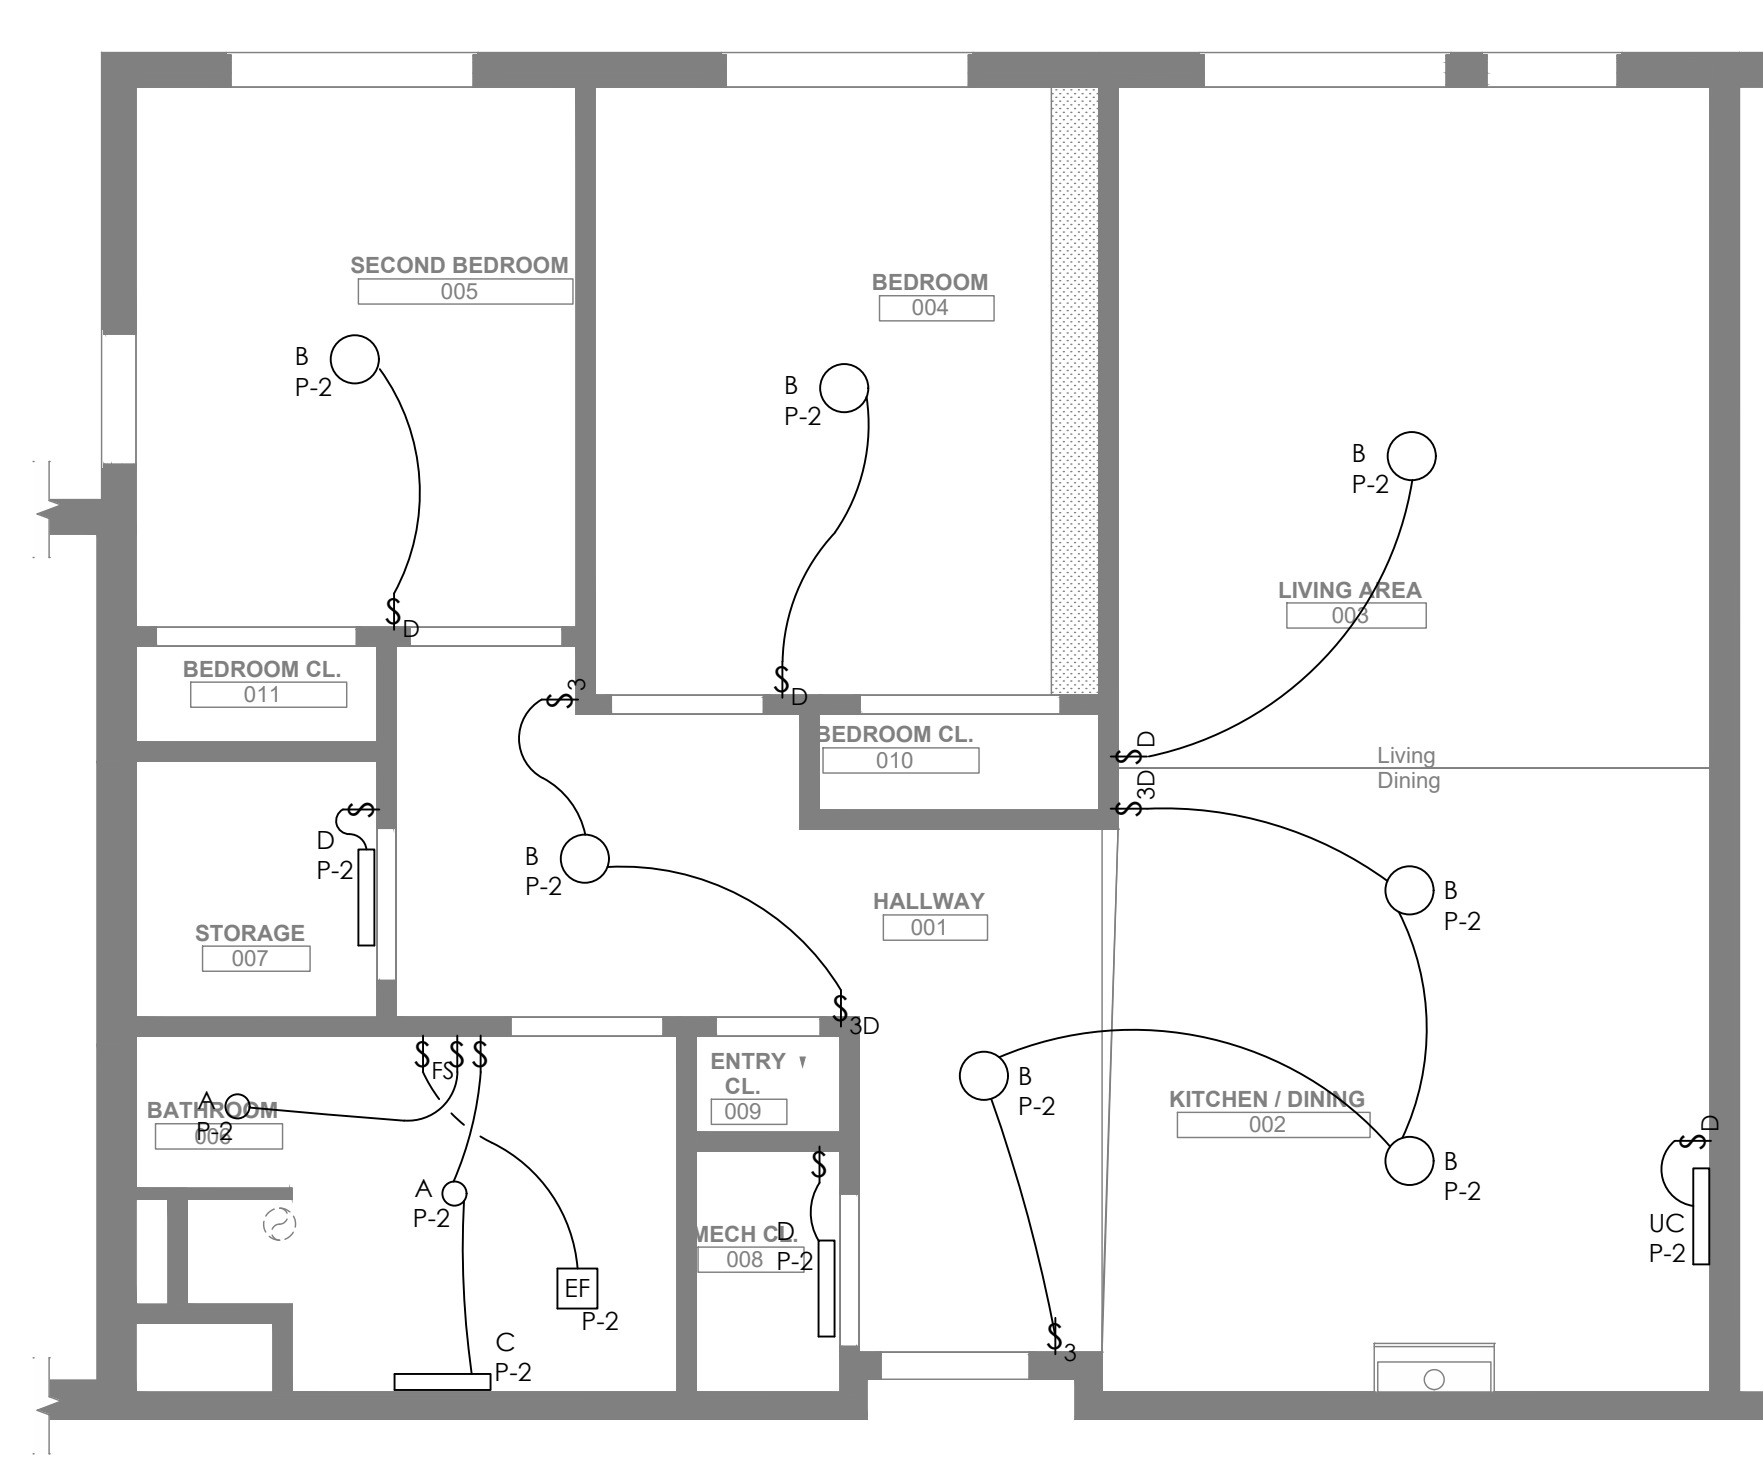 SECOND BEDROOM
005
BEDROOM
004
B
P-2
B
P-2
B
P-2
LIVING AREA
003
$D
$D
BEDROOM CL.
011
$3
BEDROOM CL.
010
$D
Living
Dining
$3D
$
D
P-2
B
P-2
B
P-2
STORAGE
007
HALLWAY
001
$3D
$FS
$
$
ENTRY
CL.
009
B
P-2
KITCHEN / DINING
002
A
P-2
BATHROOM
006
A
P-2
$
MECH CL.
008
D
P-2
B
P-2
$D
UC
P-2
EF
P-2
C
P-2
$3